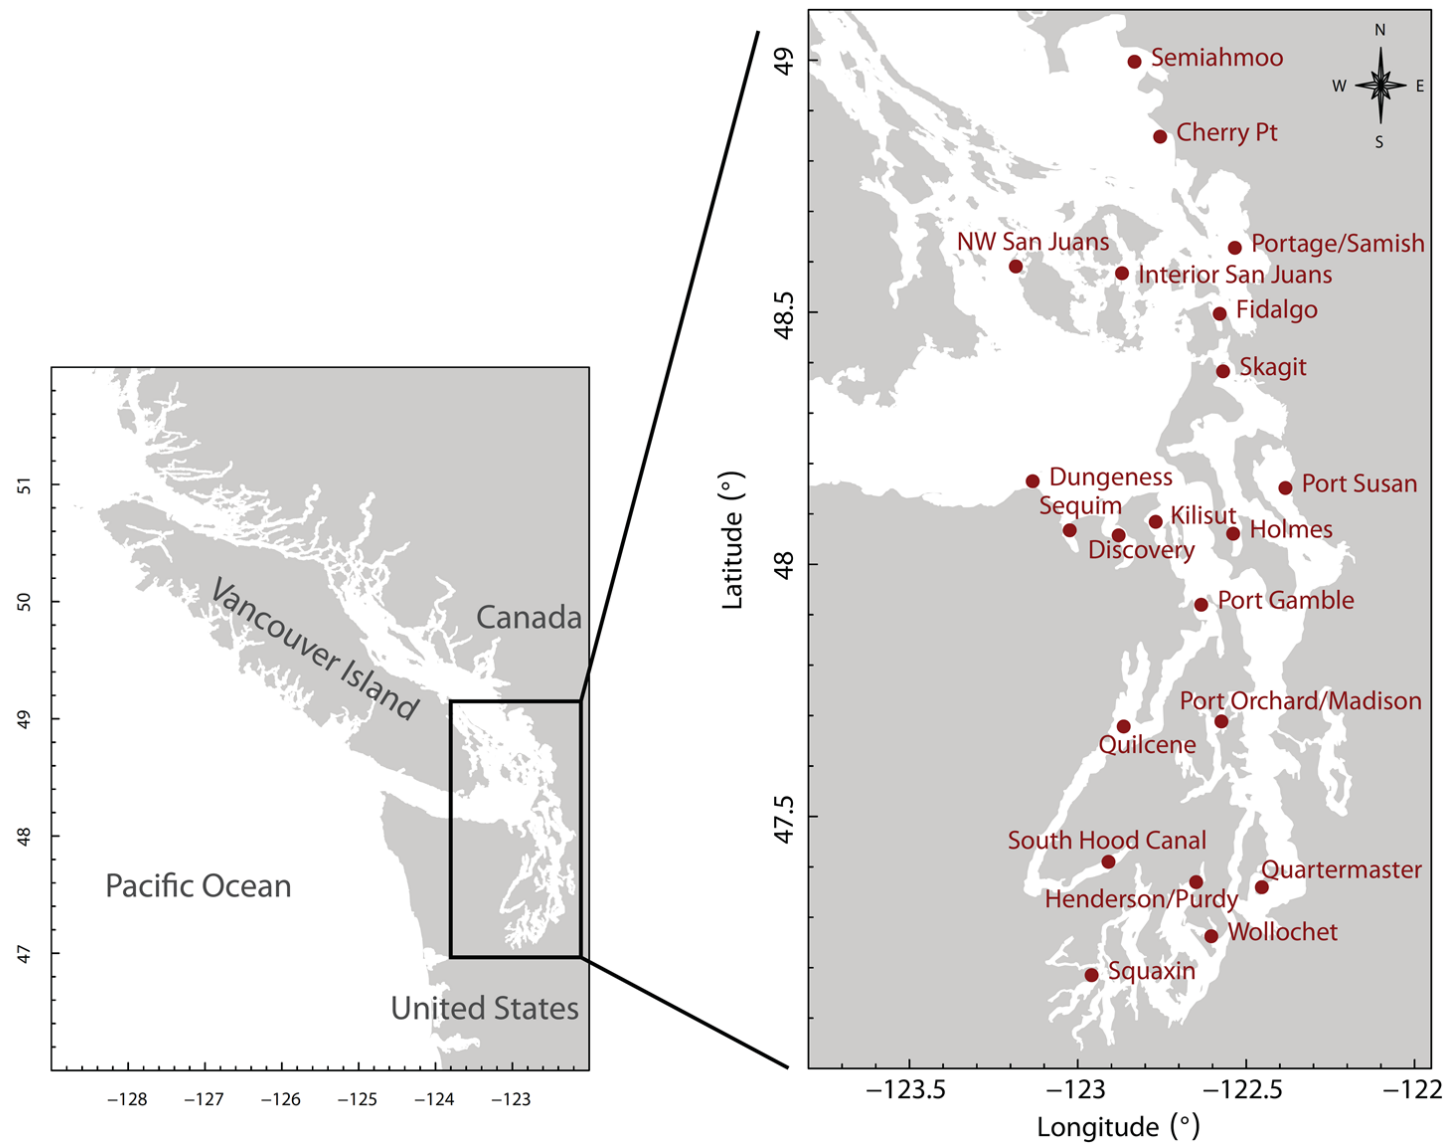 51
50
49
48
47
−128
−127
−126
−125
−124
−123
Vancouver Island
Canada
Pacific Ocean
United States
49
48.5
48
47.5
Latitude (°)
−123.5
−123
−122.5
−122
Longitude (°)
N
W
E
S
Semiahmoo
Cherry Pt
NW San Juans
Portage/Samish
Interior San Juans
Fidalgo
Skagit
Dungeness
Port Susan
Sequim
Kilisut
Holmes
Discovery
Port Gamble
Port Orchard/Madison
Quilcene
South Hood Canal
Quartermaster
Henderson/Purdy
Wollochet
Squaxin